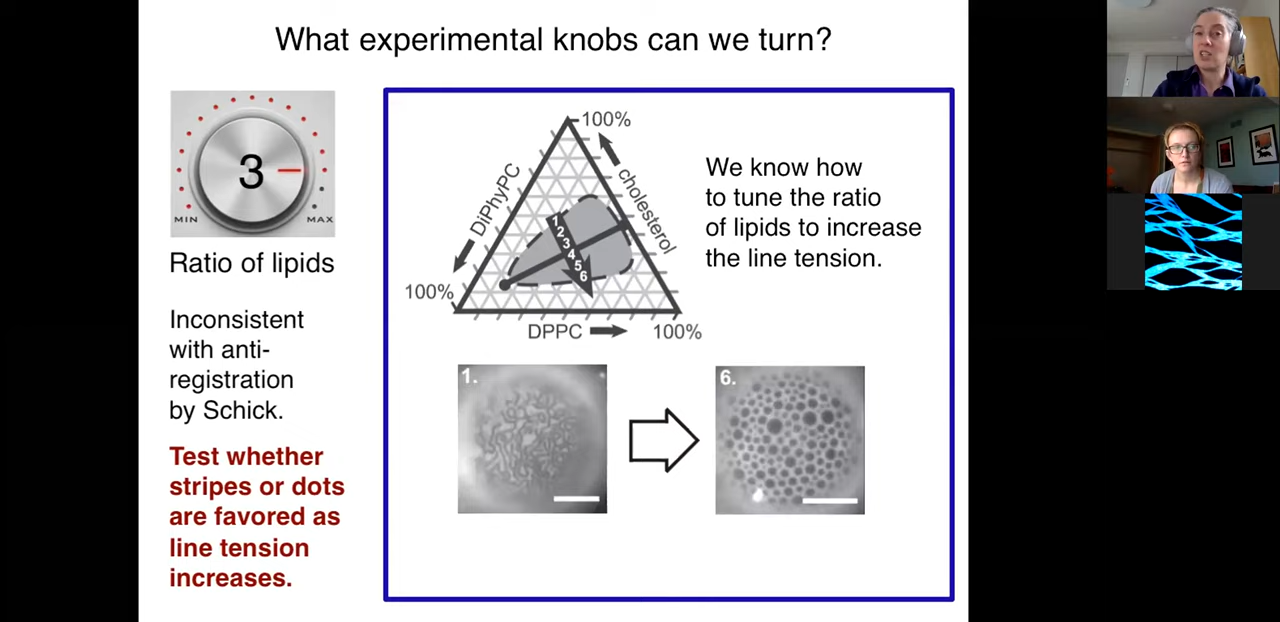 What experimental knobs can we turn?
3
MIN
MAX
Ratio of lipids
Inconsistent
with anti-
registration
by Schick.
Test whether
stripes or dots
are favored as
line tension
increases.
100%
DiPhyPC
cholesterol
1
2
3
4
5
6
100%
DPPC
100%
We know how
to tune the ratio
of lipids to increase
the line tension.
1.
6.